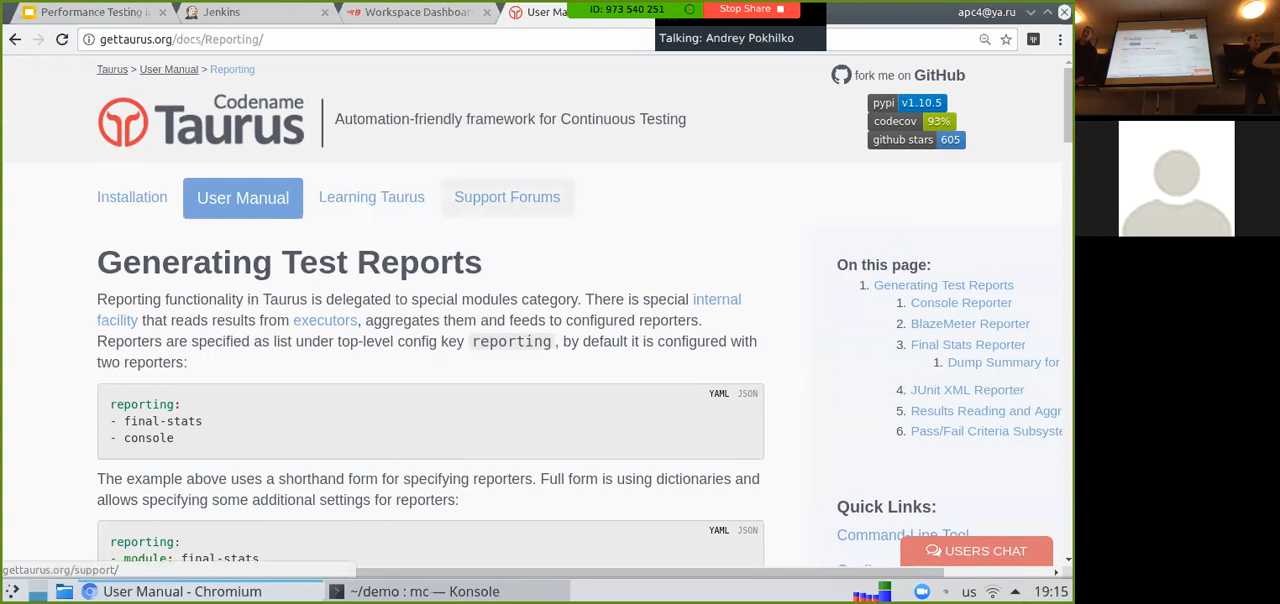 Performance Testing in
Jenkins
Workspace Dashboar
User Ma
ID: 973 540 251
Stop Share
apc4@ya.ru
gettaurus.org/docs/Reporting/
Talking: Andrey Pokhilko
Taurus > User Manual > Reporting
Codename
Taurus
Automation-friendly framework for Continuous Testing
fork me on GitHub
pypi v1.10.5
codecov 93%
github stars 605
Installation
User Manual
Learning Taurus
Support Forums
Generating Test Reports
Reporting functionality in Taurus is delegated to special modules category. There is special internal
facility that reads results from executors, aggregates them and feeds to configured reporters.
Reporters are specified as list under top-level config key reporting, by default it is configured with
two reporters:
YAML JSON
reporting:
- final-stats
- console
The example above uses a shorthand form for specifying reporters. Full form is using dictionaries and
allows specifying some additional settings for reporters:
YAML JSON
reporting:
- module: final-stats
On this page:
1. Generating Test Reports
1. Console Reporter
2. BlazeMeter Reporter
3. Final Stats Reporter
1. Dump Summary for
4. JUnit XML Reporter
5. Results Reading and Aggr
6. Pass/Fail Criteria Subsyste
Quick Links:
Command-Line Tool
USERS CHAT
gettaurus.org/support/
User Manual - Chromium
~/demo : mc — Konsole
us
19:15